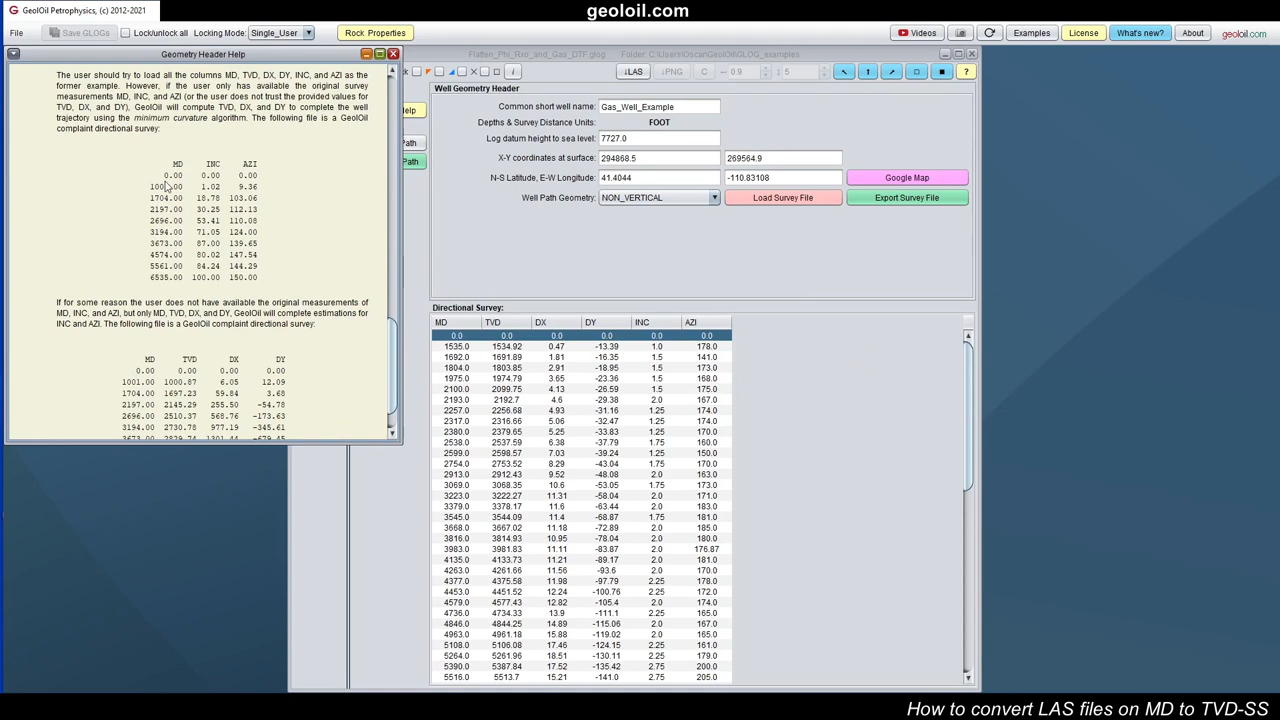 GeolOil Petrophysics, (c) 2012-2021
geoloil.com
File
Save GLOGs
Lock/unlock all
Locking Mode:
Single_User
Rock Properties
Videos
Examples
License
What's new?
About
geoloil.com
Geometry Header Help
Flatten_Phi_Rxo_and_Gas_DTF.glog Folder: C:\Users\Oscar\GeolOil\GLOG_examples
The user should try to load all the columns MD, TVD, DX, DY, INC, and AZI as the
former example. However, if the user only has available the original survey
measurements MD, INC, and AZI (or the user does not trust the provided values for
TVD, DX, and DY), GeolOil will compute TVD, DX, and DY to complete the well
trajectory using the minimum curvature algorithm. The following file is a GeolOil
complaint directional survey:
MD INC AZI
0.00 0.00 0.00
1001.00 1.02 9.36
1704.00 18.78 103.06
2197.00 30.25 112.13
2696.00 53.41 110.08
3194.00 71.05 124.00
3673.00 87.00 139.65
4574.00 80.02 147.54
5561.00 84.24 144.29
6535.00 100.00 150.00
If for some reason the user does not have available the original measurements of
MD, INC, and AZI, but only MD, TVD, DX, and DY, GeolOil will complete estimations for
INC and AZI. The following file is a GeolOil complaint directional survey:
MD TVD DX DY
0.00 0.00 0.00 0.00
1001.00 1000.87 6.05 12.09
1704.00 1697.23 59.84 3.68
2197.00 2145.29 255.50 -54.78
2696.00 2510.37 568.76 -173.63
3194.00 2730.78 977.19 -345.61
3673.00 2829.74 1301.44 -679.45
↓LAS
↓PNG
C
0.9
5
?
elp
Path
Path
Well Geometry Header
Common short well name: Gas_Well_Example
Depths & Survey Distance Units: FOOT
Log datum height to sea level: 7727.0
X-Y coordinates at surface: 294868.5 269564.9
N-S Latitude, E-W Longitude: 41.4044 -110.83108 Google Map
Well Path Geometry: NON_VERTICAL Load Survey File Export Survey File
Directional Survey:
MD TVD DX DY INC AZI
0.0 0.0 0.0 0.0 0.0 0.0
1535.0 1534.92 0.47 -13.39 1.0 178.0
1692.0 1691.89 1.81 -16.35 1.5 141.0
1804.0 1803.85 2.91 -18.95 1.5 173.0
1975.0 1974.79 3.65 -23.36 1.5 168.0
2100.0 2099.75 4.13 -26.59 1.5 175.0
2193.0 2192.7 4.6 -29.38 2.0 167.0
2257.0 2256.68 4.93 -31.16 1.25 174.0
2317.0 2316.66 5.06 -32.47 1.25 174.0
2380.0 2379.65 5.25 -33.83 1.25 170.0
2538.0 2537.59 6.38 -37.79 1.75 160.0
2599.0 2598.57 7.03 -39.24 1.25 150.0
2754.0 2753.52 8.29 -43.04 1.75 170.0
2913.0 2912.43 9.52 -48.08 2.0 163.0
3069.0 3068.35 10.6 -53.05 1.75 173.0
3223.0 3222.27 11.31 -58.04 2.0 171.0
3379.0 3378.17 11.6 -63.44 2.0 183.0
3545.0 3544.09 11.4 -68.87 1.75 181.0
3668.0 3667.02 11.18 -72.89 2.0 185.0
3816.0 3814.93 10.95 -78.04 2.0 180.0
3983.0 3981.83 11.11 -83.87 2.0 176.87
4135.0 4133.73 11.21 -89.17 2.0 181.0
4263.0 4261.66 11.56 -93.6 2.0 170.0
4377.0 4375.58 11.98 -97.79 2.25 178.0
4453.0 4451.52 12.24 -100.76 2.25 172.0
4579.0 4577.43 12.82 -105.4 2.0 174.0
4736.0 4734.33 13.9 -111.1 2.25 165.0
4846.0 4844.25 14.89 -115.06 2.0 167.0
4963.0 4961.18 15.88 -119.02 2.0 165.0
5108.0 5106.08 17.46 -124.15 2.25 161.0
5264.0 5261.96 18.51 -130.11 2.25 179.0
5390.0 5387.84 17.52 -135.42 2.75 200.0
5516.0 5513.7 15.21 -141.0 2.75 205.0
How to convert LAS files on MD to TVD-SS